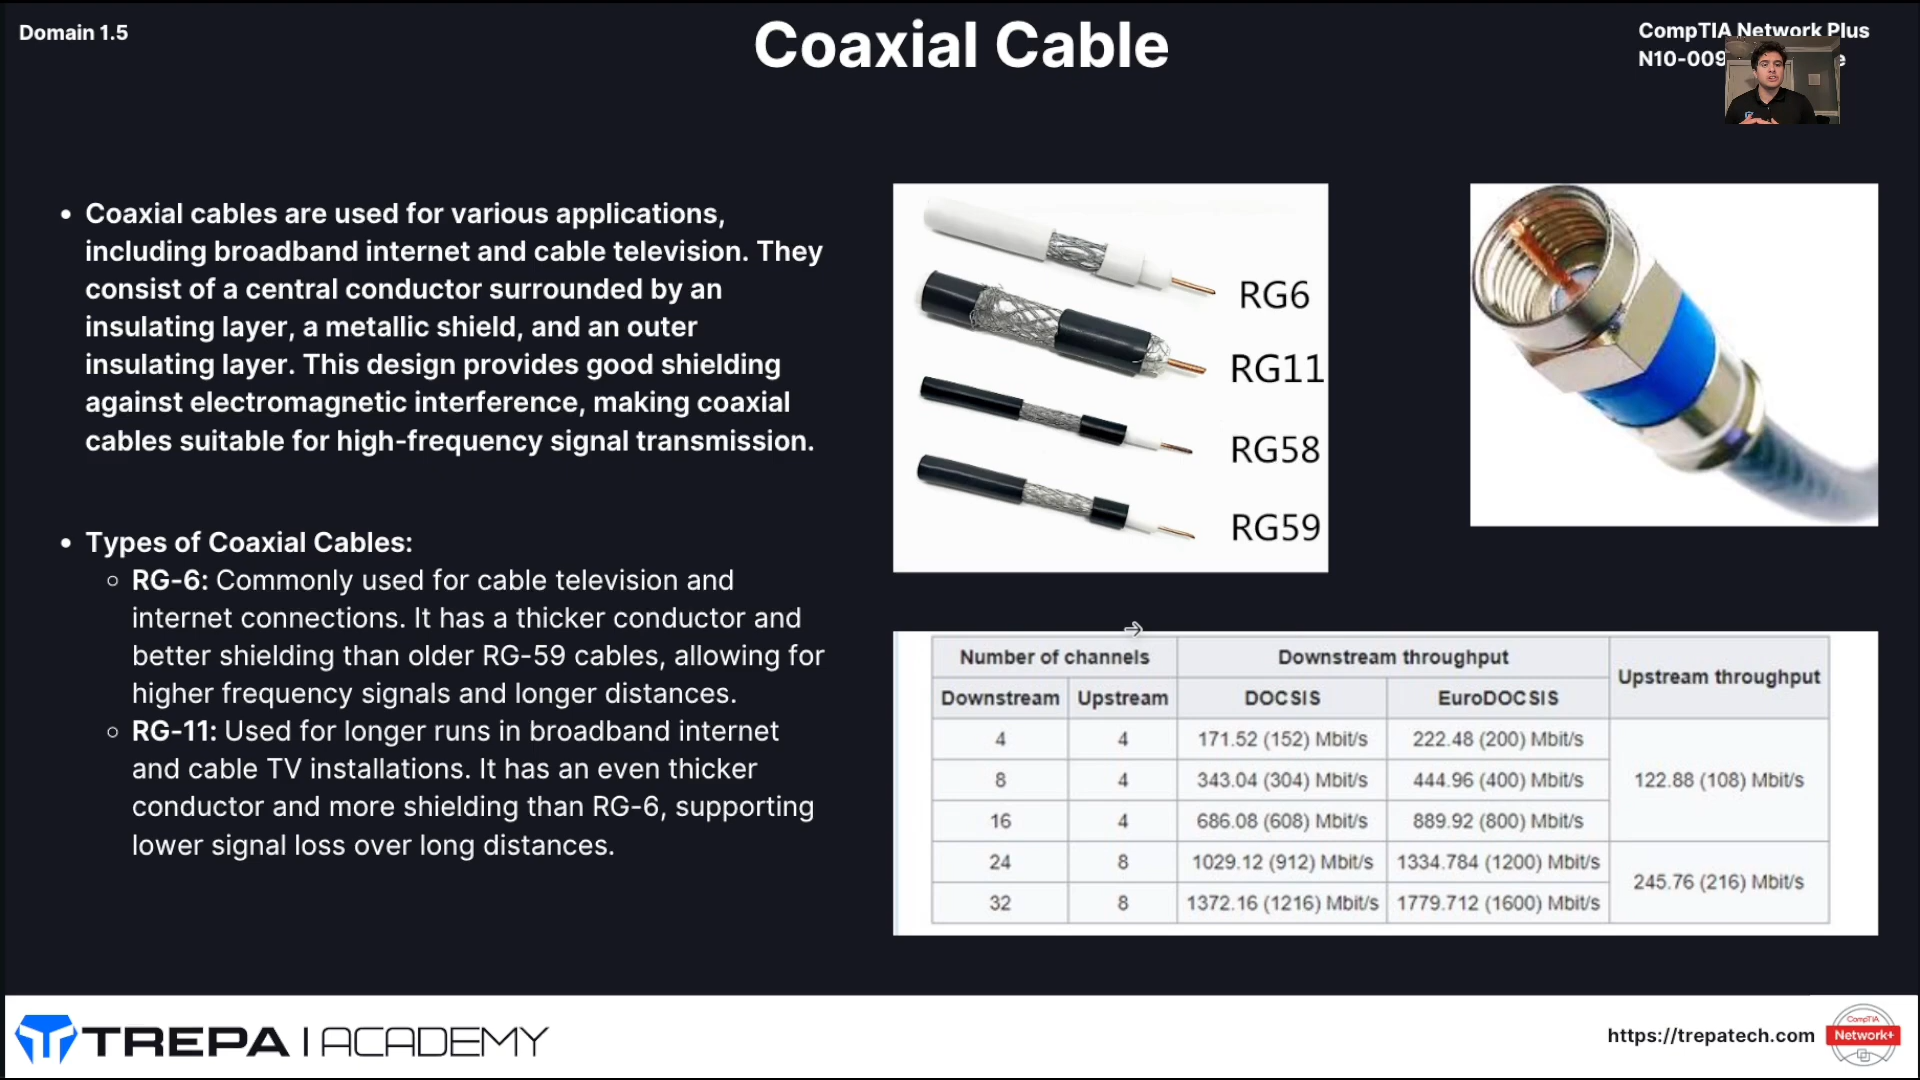 Domain 1.5
Coaxial Cable
CompTIA Network Plus
N10-009
• Coaxial cables are used for various applications,
including broadband internet and cable television. They
consist of a central conductor surrounded by an
insulating layer, a metallic shield, and an outer
insulating layer. This design provides good shielding
against electromagnetic interference, making coaxial
cables suitable for high-frequency signal transmission.
• Types of Coaxial Cables:
○ RG-6: Commonly used for cable television and
internet connections. It has a thicker conductor and
better shielding than older RG-59 cables, allowing for
higher frequency signals and longer distances.
○ RG-11: Used for longer runs in broadband internet
and cable TV installations. It has an even thicker
conductor and more shielding than RG-6, supporting
lower signal loss over long distances.
RG6
RG11
RG58
RG59
Number of channels Downstream throughput Upstream throughput
Downstream Upstream DOCSIS EuroDOCSIS
4 4 171.52 (152) Mbit/s 222.48 (200) Mbit/s
8 4 343.04 (304) Mbit/s 444.96 (400) Mbit/s 122.88 (108) Mbit/s
16 4 686.08 (608) Mbit/s 889.92 (800) Mbit/s
24 8 1029.12 (912) Mbit/s 1334.784 (1200) Mbit/s 245.76 (216) Mbit/s
32 8 1372.16 (1216) Mbit/s 1779.712 (1600) Mbit/s
TREPA | ACADEMY
https://trepatech.com
CompTIA
Network+